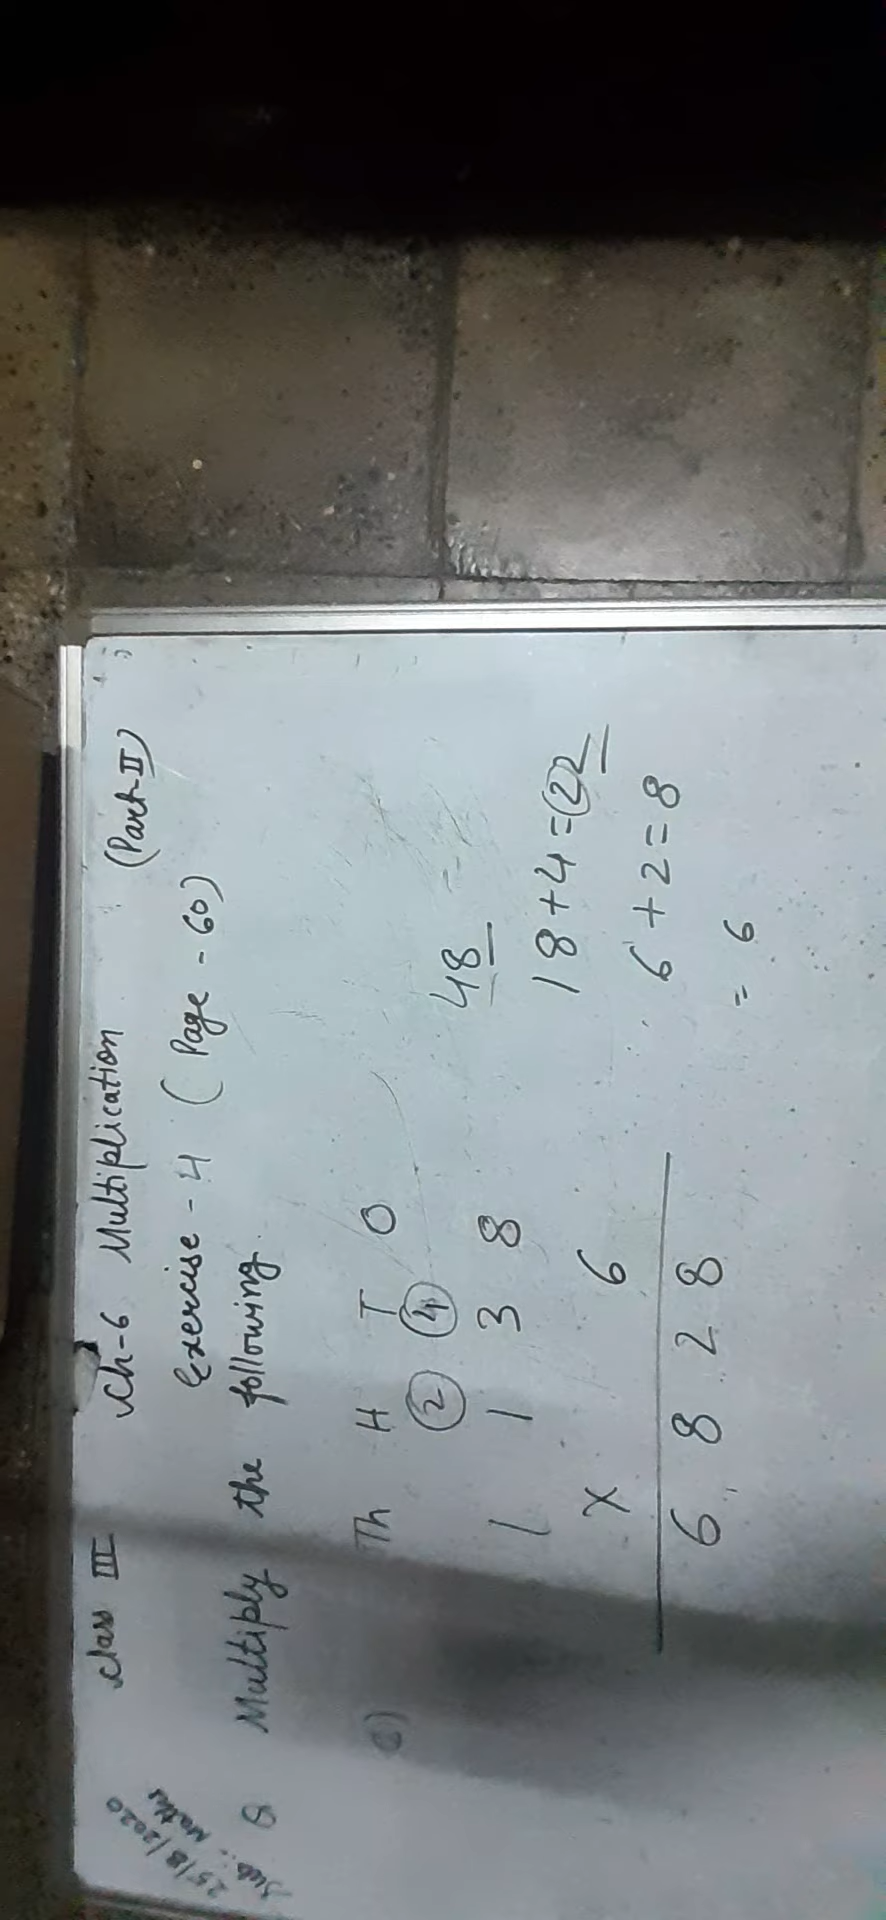 25/8/2020
Sub:- Maths
Class III Ch-6 Multiplication (Part-II)
Exercise - 4 (Page - 60)
Q Multiply the following.
e) Th H T O
② ④
1 1 3 8 48
× 6 18+4=22
6 8 2 8 6+2=8
= 6